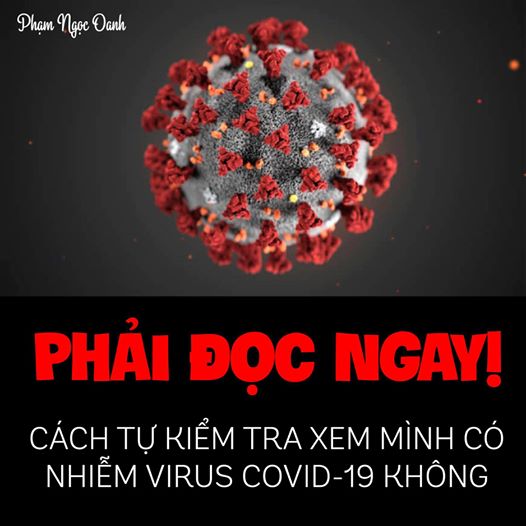 Phạm Ngọc Oanh
PHẢI ĐỌC NGAY!
CÁCH TỰ KIỂM TRA XEM MÌNH CÓ
NHIỄM VIRUS COVID-19 KHÔNG